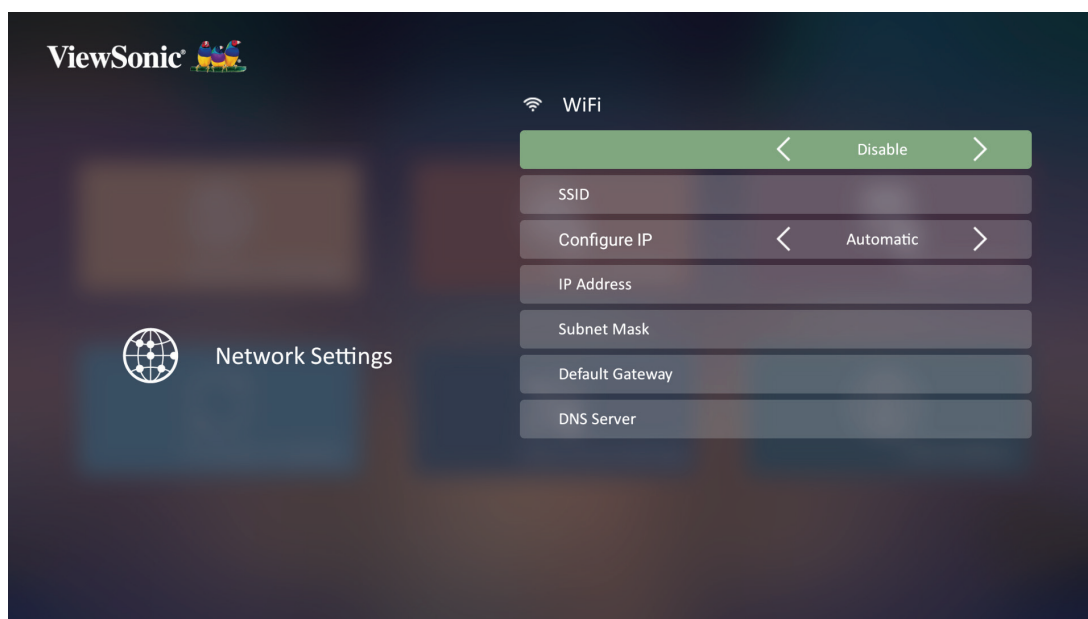 ViewSonic®
WiFi
Disable
SSID
Configure IP Automatic
IP Address
Subnet Mask
Network Settings
Default Gateway
DNS Server